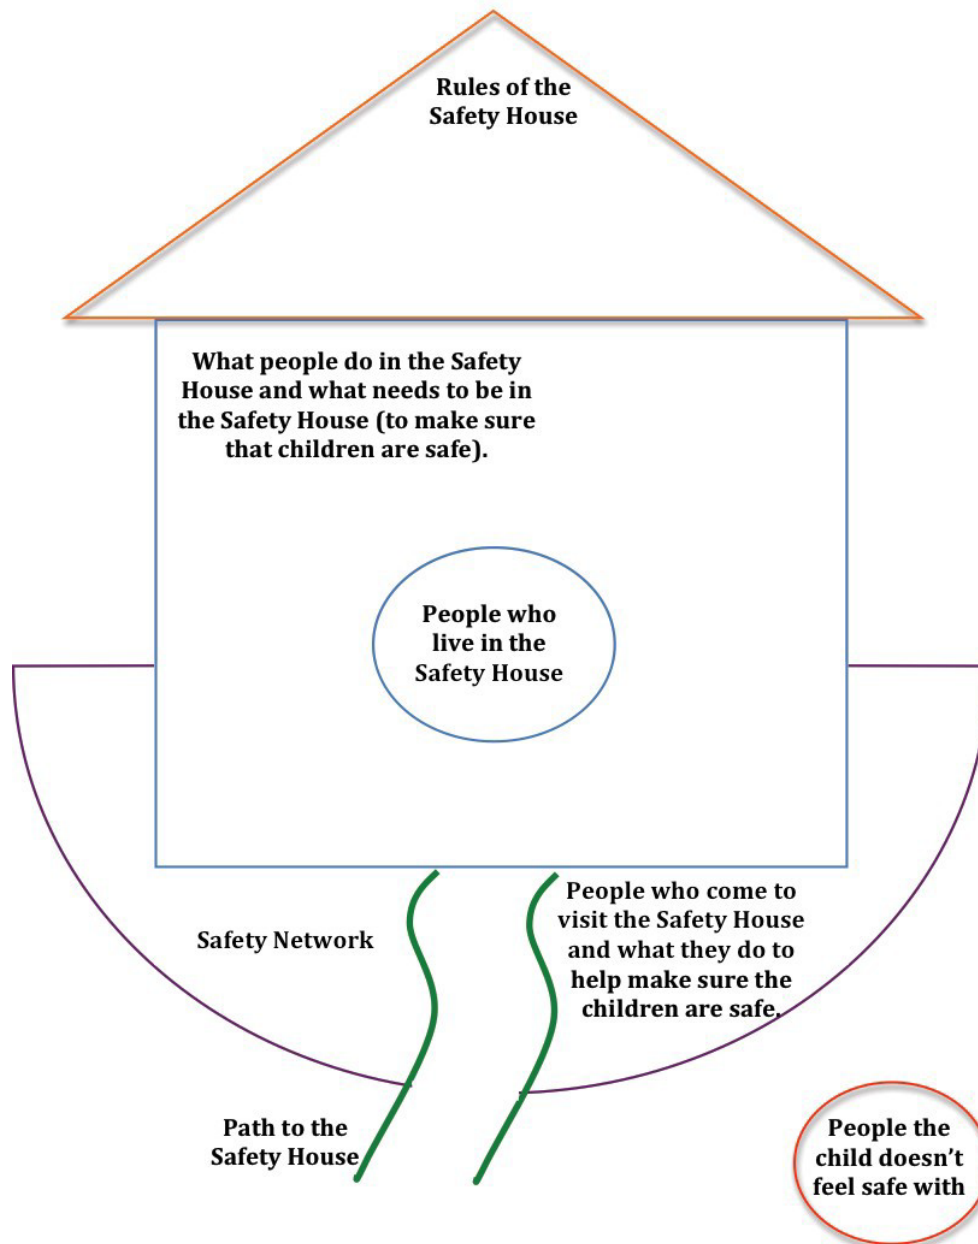 Rules of the
Safety House
What people do in the Safety
House and what needs to be in
the Safety House (to make sure
that children are safe).
People who
live in the
Safety House
Safety Network
People who come to
visit the Safety House
and what they do to
help make sure the
children are safe.
Path to the
Safety House
People the
child doesn’t
feel safe with